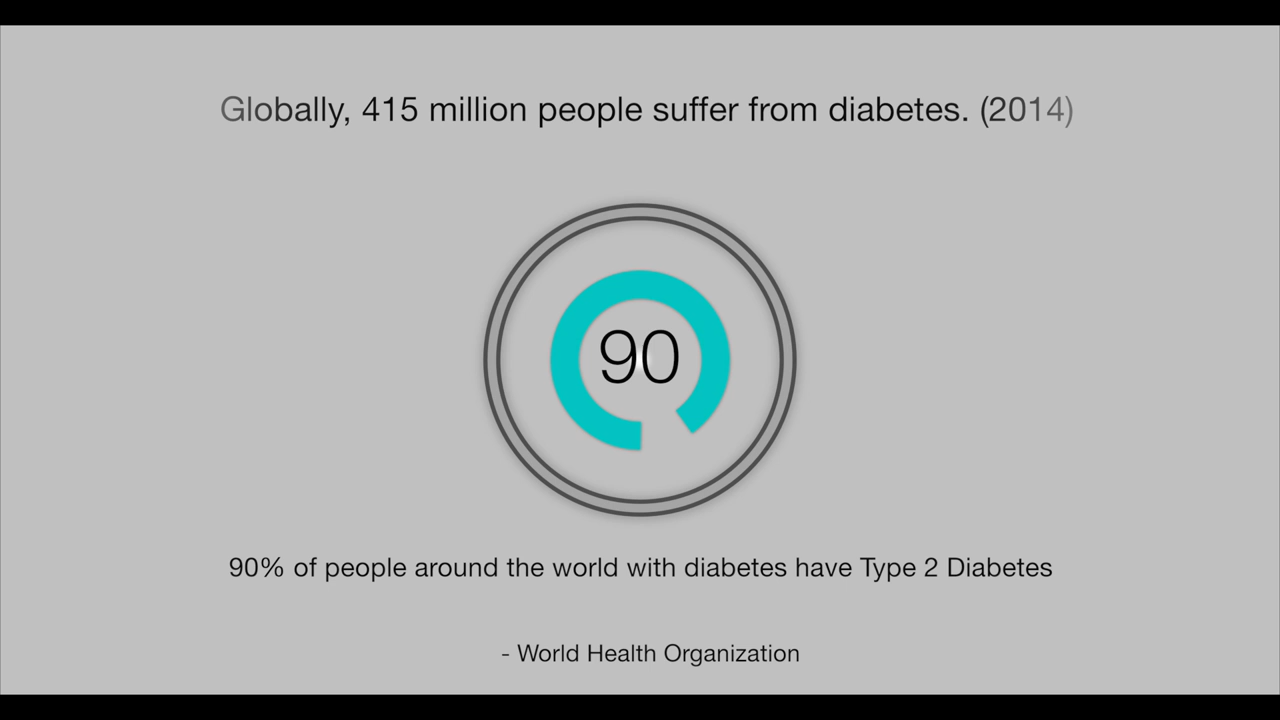 Globally, 415 million people suffer from diabetes. (2014)
90
90% of people around the world with diabetes have Type 2 Diabetes
- World Health Organization